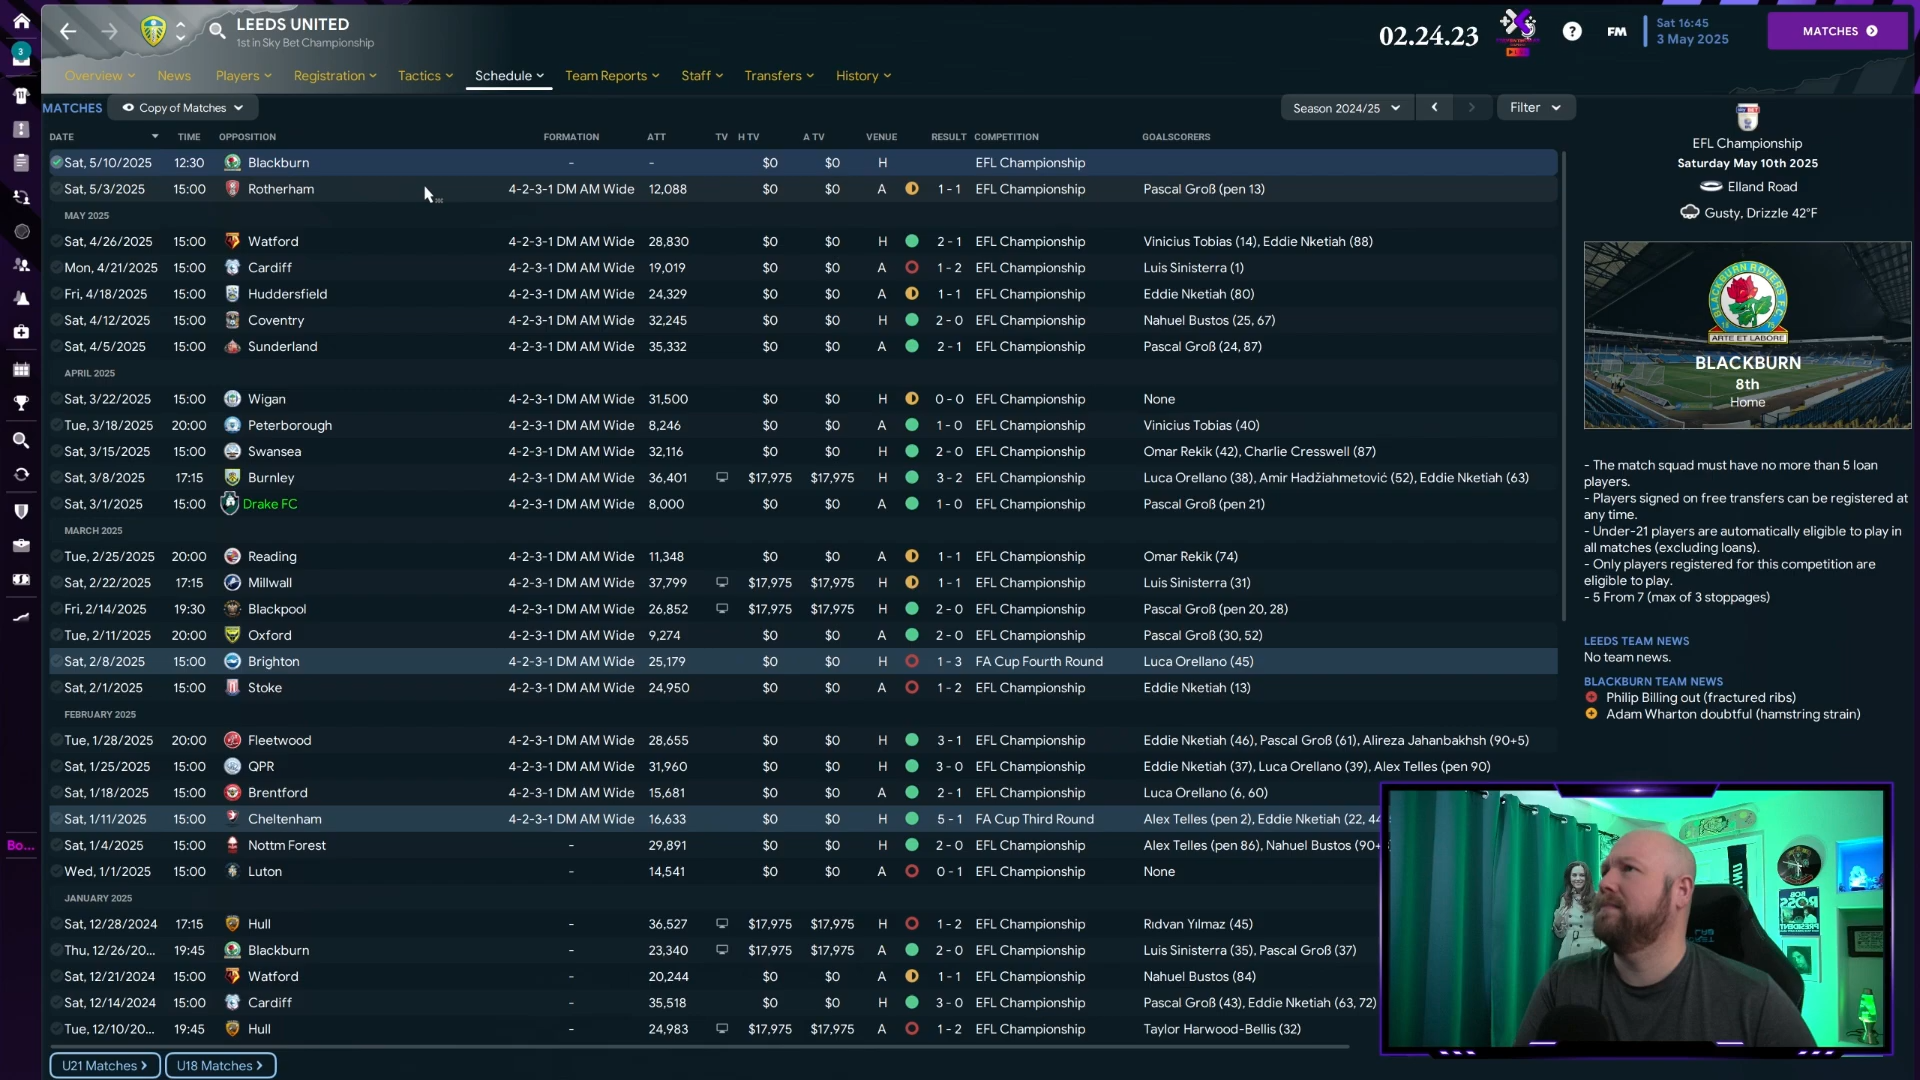 LEEDS UNITED
1st in Sky Bet Championship
02.24.23
FM
Sat 16:45
3 May 2025
MATCHES
3
Overview
News
Players
Registration
Tactics
Schedule
Team Reports
Staff
Transfers
History
MATCHES
Copy of Matches
Season 2024/25
Filter
DATE TIME OPPOSITION FORMATION ATT TV H TV A TV VENUE RESULT COMPETITION GOALSCORERS
Sat, 5/10/2025 12:30 Blackburn - - $0 $0 H EFL Championship
Sat, 5/3/2025 15:00 Rotherham 4-2-3-1 DM AM Wide 12,088 $0 $0 A 1 - 1 EFL Championship Pascal Groß (pen 13)
MAY 2025
Sat, 4/26/2025 15:00 Watford 4-2-3-1 DM AM Wide 28,830 $0 $0 H 2 - 1 EFL Championship Vinicius Tobias (14), Eddie Nketiah (88)
Mon, 4/21/2025 15:00 Cardiff 4-2-3-1 DM AM Wide 19,019 $0 $0 A 1 - 2 EFL Championship Luis Sinisterra (1)
Fri, 4/18/2025 15:00 Huddersfield 4-2-3-1 DM AM Wide 24,329 $0 $0 A 1 - 1 EFL Championship Eddie Nketiah (80)
Sat, 4/12/2025 15:00 Coventry 4-2-3-1 DM AM Wide 32,245 $0 $0 H 2 - 0 EFL Championship Nahuel Bustos (25, 67)
Sat, 4/5/2025 15:00 Sunderland 4-2-3-1 DM AM Wide 35,332 $0 $0 A 2 - 1 EFL Championship Pascal Groß (24, 87)
APRIL 2025
Sat, 3/22/2025 15:00 Wigan 4-2-3-1 DM AM Wide 31,500 $0 $0 H 0 - 0 EFL Championship None
Tue, 3/18/2025 20:00 Peterborough 4-2-3-1 DM AM Wide 8,246 $0 $0 A 1 - 0 EFL Championship Vinicius Tobias (40)
Sat, 3/15/2025 15:00 Swansea 4-2-3-1 DM AM Wide 32,116 $0 $0 H 2 - 0 EFL Championship Omar Rekik (42), Charlie Cresswell (87)
Sat, 3/8/2025 17:15 Burnley 4-2-3-1 DM AM Wide 36,401 $17,975 $17,975 H 3 - 2 EFL Championship Luca Orellano (38), Amir Hadžiahmetović (52), Eddie Nketiah (63)
Sat, 3/1/2025 15:00 Drake FC 4-2-3-1 DM AM Wide 8,000 $0 $0 A 1 - 0 EFL Championship Pascal Groß (pen 21)
MARCH 2025
Tue, 2/25/2025 20:00 Reading 4-2-3-1 DM AM Wide 11,348 $0 $0 A 1 - 1 EFL Championship Omar Rekik (74)
Sat, 2/22/2025 17:15 Millwall 4-2-3-1 DM AM Wide 37,799 $17,975 $17,975 H 1 - 1 EFL Championship Luis Sinisterra (31)
Fri, 2/14/2025 19:30 Blackpool 4-2-3-1 DM AM Wide 26,852 $17,975 $17,975 H 2 - 0 EFL Championship Pascal Groß (pen 20, 28)
Tue, 2/11/2025 20:00 Oxford 4-2-3-1 DM AM Wide 9,274 $0 $0 A 2 - 0 EFL Championship Pascal Groß (30, 52)
Sat, 2/8/2025 15:00 Brighton 4-2-3-1 DM AM Wide 25,179 $0 $0 H 1 - 3 FA Cup Fourth Round Luca Orellano (45)
Sat, 2/1/2025 15:00 Stoke 4-2-3-1 DM AM Wide 24,950 $0 $0 A 1 - 2 EFL Championship Eddie Nketiah (13)
FEBRUARY 2025
Tue, 1/28/2025 20:00 Fleetwood 4-2-3-1 DM AM Wide 28,655 $0 $0 H 3 - 1 EFL Championship Eddie Nketiah (46), Pascal Groß (61), Alireza Jahanbakhsh (90+5)
Sat, 1/25/2025 15:00 QPR 4-2-3-1 DM AM Wide 31,960 $0 $0 H 3 - 0 EFL Championship Eddie Nketiah (37), Luca Orellano (39), Alex Telles (pen 90)
Sat, 1/18/2025 15:00 Brentford 4-2-3-1 DM AM Wide 15,681 $0 $0 A 2 - 1 EFL Championship Luca Orellano (6, 60)
Sat, 1/11/2025 15:00 Cheltenham 4-2-3-1 DM AM Wide 16,633 $0 $0 H 5 - 1 FA Cup Third Round Alex Telles (pen 2), Eddie Nketiah (22, 44
Sat, 1/4/2025 15:00 Nottm Forest - 29,891 $0 $0 H 2 - 0 EFL Championship Alex Telles (pen 86), Nahuel Bustos (90+
Wed, 1/1/2025 15:00 Luton - 14,541 $0 $0 A 0 - 1 EFL Championship None
JANUARY 2025
Sat, 12/28/2024 17:15 Hull - 36,527 $17,975 $17,975 H 1 - 2 EFL Championship Rıdvan Yılmaz (45)
Thu, 12/26/20... 19:45 Blackburn - 23,340 $17,975 $17,975 A 2 - 0 EFL Championship Luis Sinisterra (35), Pascal Groß (37)
Sat, 12/21/2024 15:00 Watford - 20,244 $0 $0 A 1 - 1 EFL Championship Nahuel Bustos (84)
Sat, 12/14/2024 15:00 Cardiff - 35,518 $0 $0 H 3 - 0 EFL Championship Pascal Groß (43), Eddie Nketiah (63, 72)
Tue, 12/10/20... 19:45 Hull - 24,983 $17,975 $17,975 A 1 - 2 EFL Championship Taylor Harwood-Bellis (32)
U21 Matches
U18 Matches
Bo...
EFL Championship
Saturday May 10th 2025
Elland Road
Gusty, Drizzle 42°F
ARTE ET LABORE
BLACKBURN
8th
Home
- The match squad must have no more than 5 loan
players.
- Players signed on free transfers can be registered at
any time.
- Under-21 players are automatically eligible to play in
all matches (excluding loans).
- Only players registered for this competition are
eligible to play.
- 5 From 7 (max of 3 stoppages)
LEEDS TEAM NEWS
No team news.
BLACKBURN TEAM NEWS
Philip Billing out (fractured ribs)
Adam Wharton doubtful (hamstring strain)
BOB
ROSS